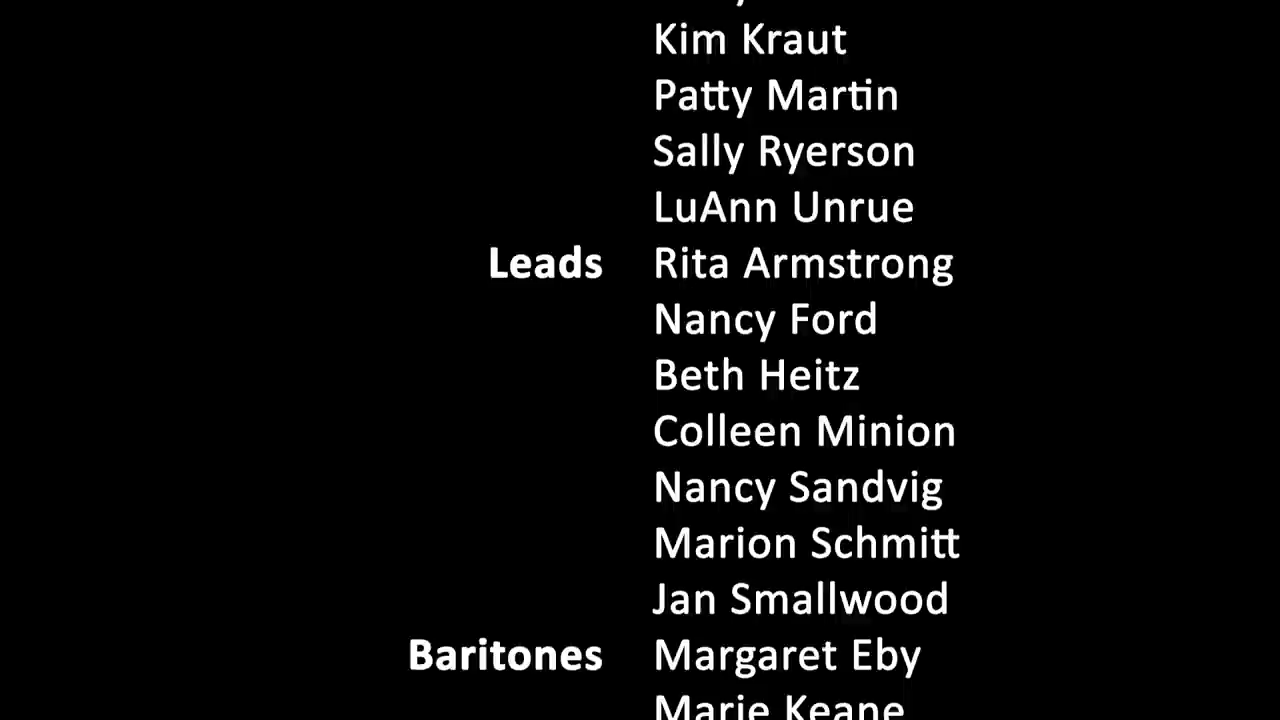 Kim Kraut
Patty Martin
Sally Ryerson
LuAnn Unrue
Leads Rita Armstrong
Nancy Ford
Beth Heitz
Colleen Minion
Nancy Sandvig
Marion Schmitt
Jan Smallwood
Baritones Margaret Eby
Marie Keane